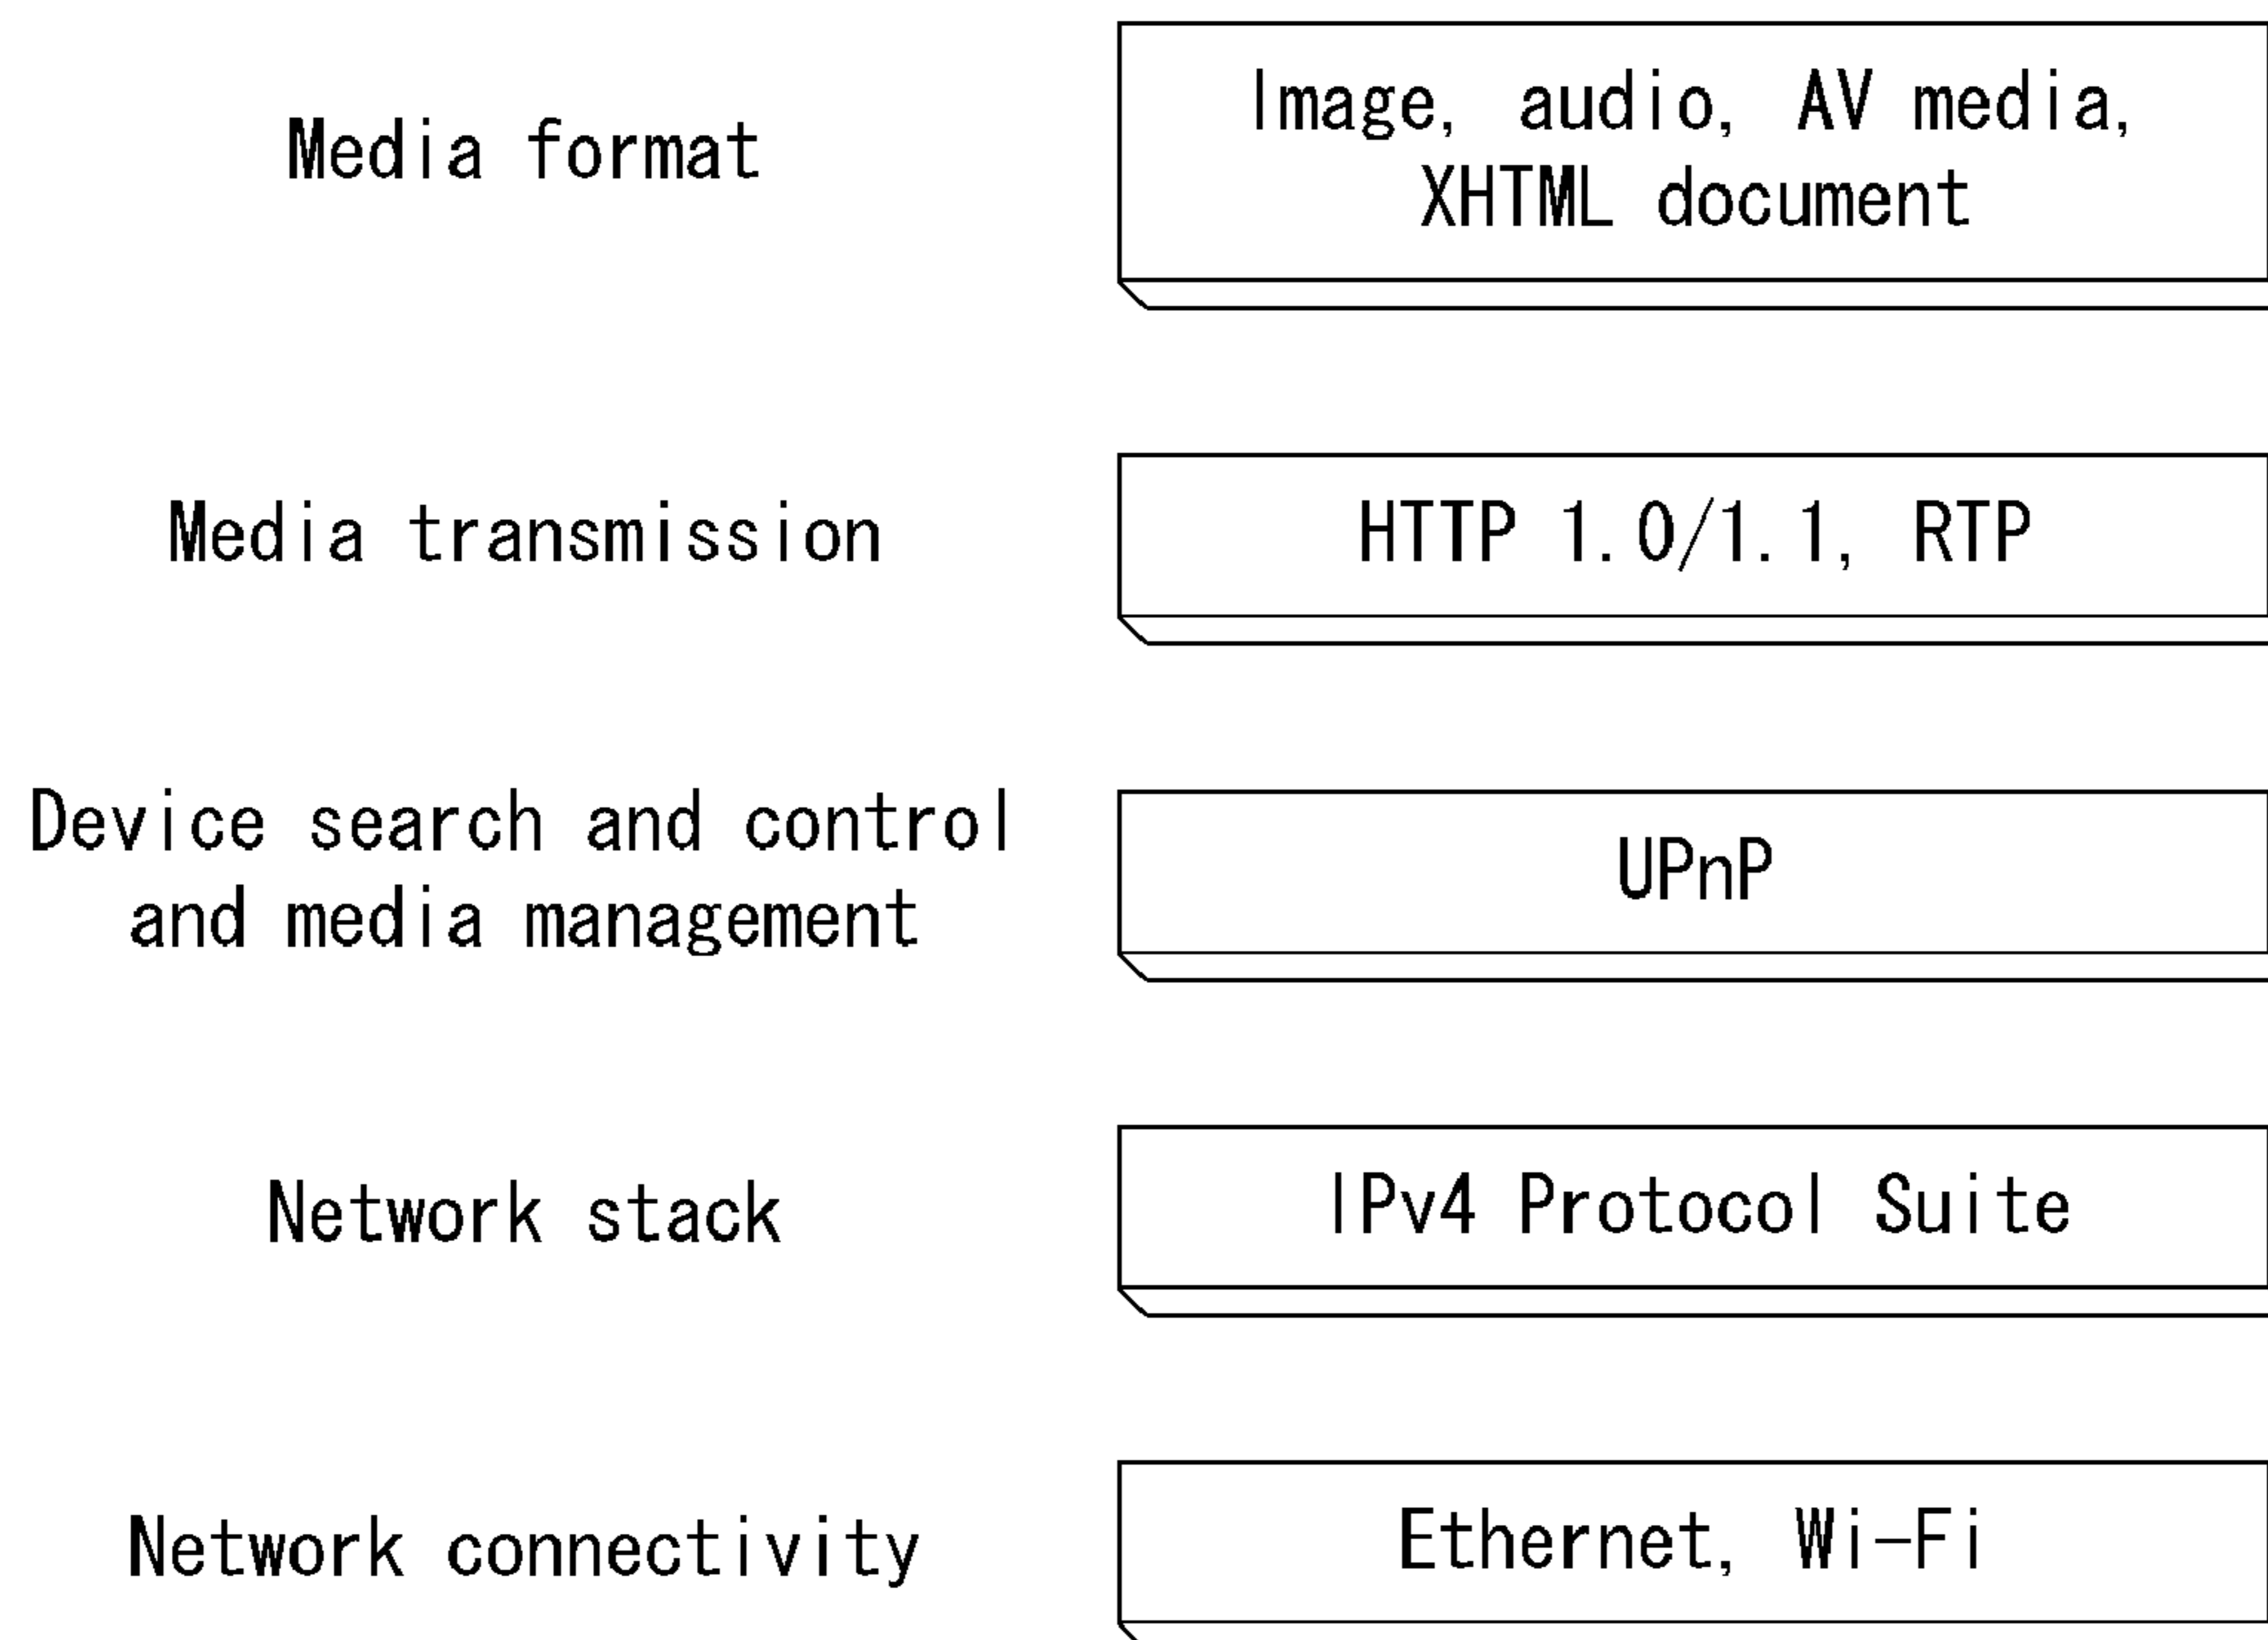 Media format
Image, audio, AV media,
XHTML document
Media transmission
HTTP 1.0/1.1, RTP
Device search and control
and media management
UPnP
Network stack
IPv4 Protocol Suite
Network connectivity
Ethernet, Wi-Fi